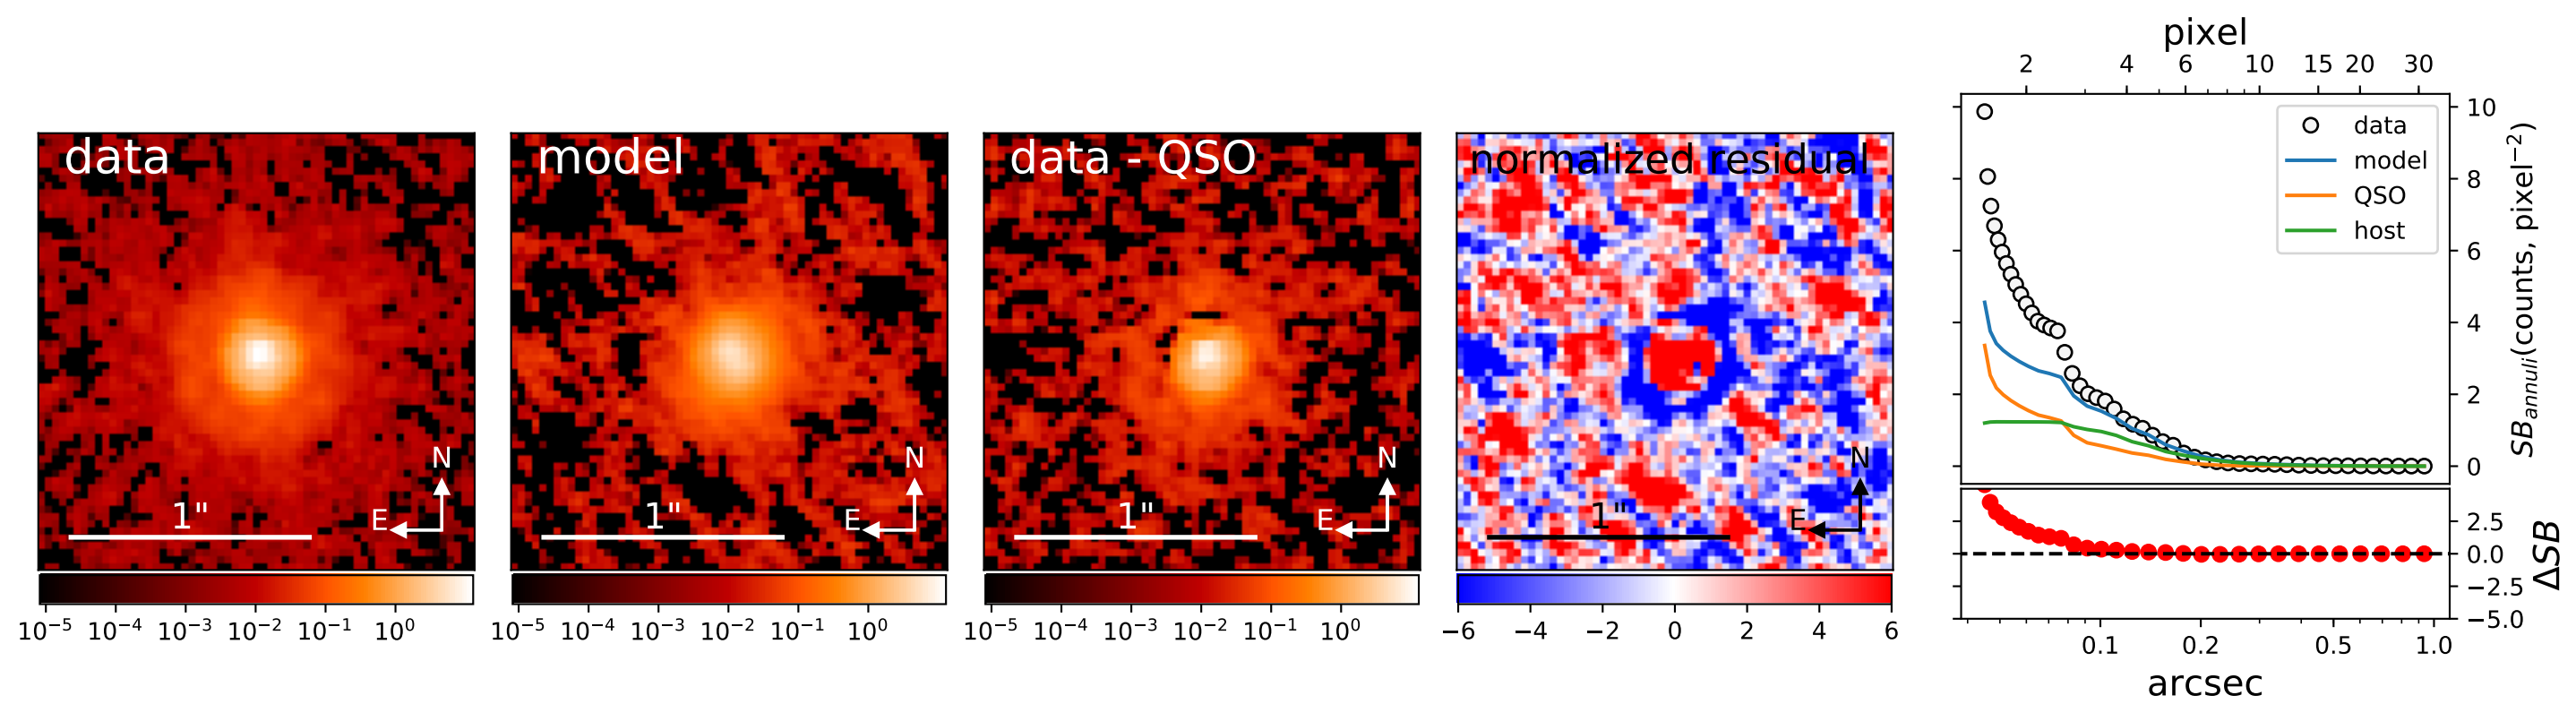 data
1"
N
E
10⁻⁵ 10⁻⁴ 10⁻³ 10⁻² 10⁻¹ 10⁰
model
1"
N
E
10⁻⁵ 10⁻⁴ 10⁻³ 10⁻² 10⁻¹ 10⁰
data - QSO
1"
N
E
10⁻⁵ 10⁻⁴ 10⁻³ 10⁻² 10⁻¹ 10⁰
normalized residual
1"
N
E
−6 −4 −2 0 2 4 6
pixel
2 4 6 10 15 20 30
data
model
QSO
host
10
8
6
4
2
0
SB_annuli(counts, pixel⁻²)
2.5
0.0
−2.5
−5.0
ΔSB
0.1 0.2 0.5 1.0
arcsec